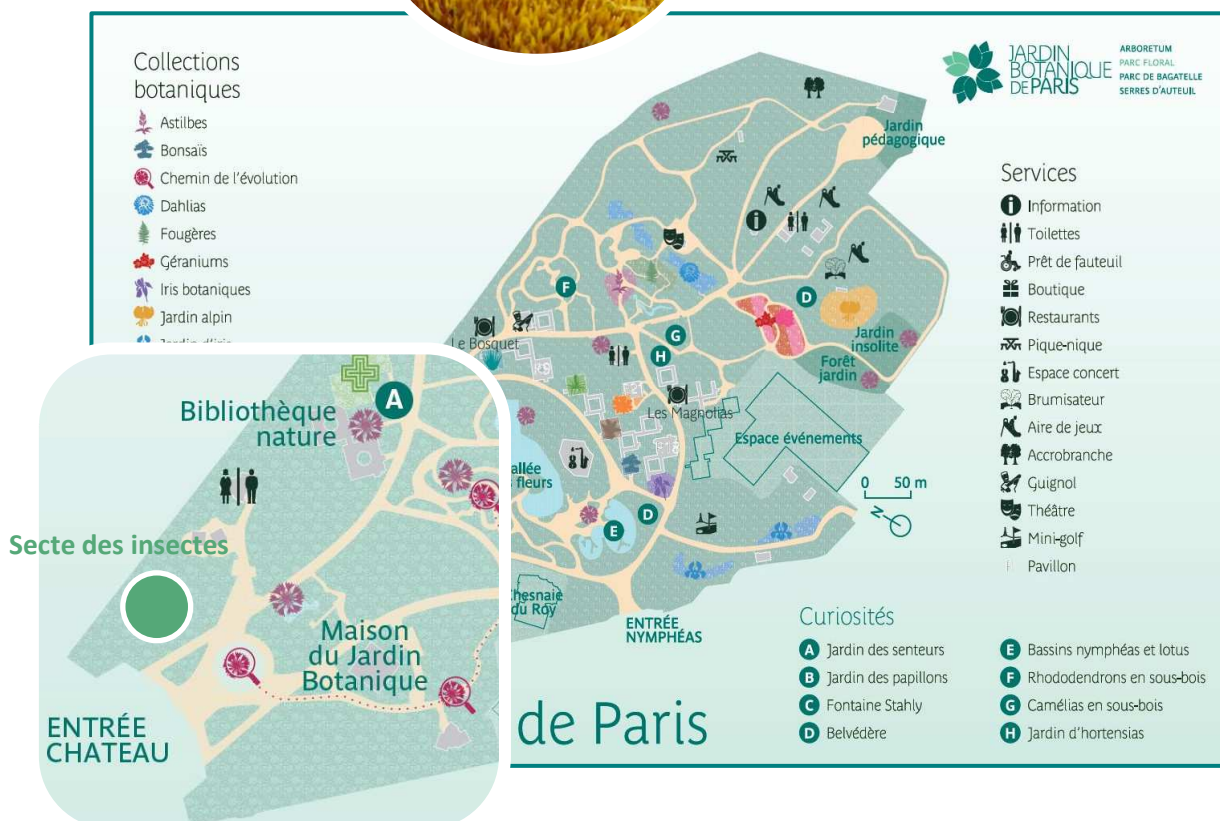 Collections
botaniques
Astilbes
Bonsaïs
Chemin de l'évolution
Dahlias
Fougères
Géraniums
Iris botaniques
Jardin alpin
JARDIN
BOTANIQUE
DE PARIS
ARBORETUM
PARC FLORAL
PARC DE BAGATELLE
SERRES D'AUTEUIL
Jardin
pédagogique
i
F
D
G
H
Le Bosquet
Les Magnolias
Jardin
insolite
Forêt
jardin
Espace événements
0 50 m
N
D
E
fleurs
du Roy
ENTRÉE
NYMPHÉAS
Services
i Information
Toilettes
Prêt de fauteuil
Boutique
Restaurants
Pique-nique
Espace concert
Brumisateur
Aire de jeux
Accrobranche
Guignol
Théâtre
Mini-golf
Pavillon
Bibliothèque
nature
A
Secte des insectes
Maison
du Jardin
Botanique
ENTRÉE
CHATEAU
de Paris
Curiosités
A Jardin des senteurs
B Jardin des papillons
C Fontaine Stahly
D Belvédère
E Bassins nymphéas et lotus
F Rhododendrons en sous-bois
G Camélias en sous-bois
H Jardin d'hortensias